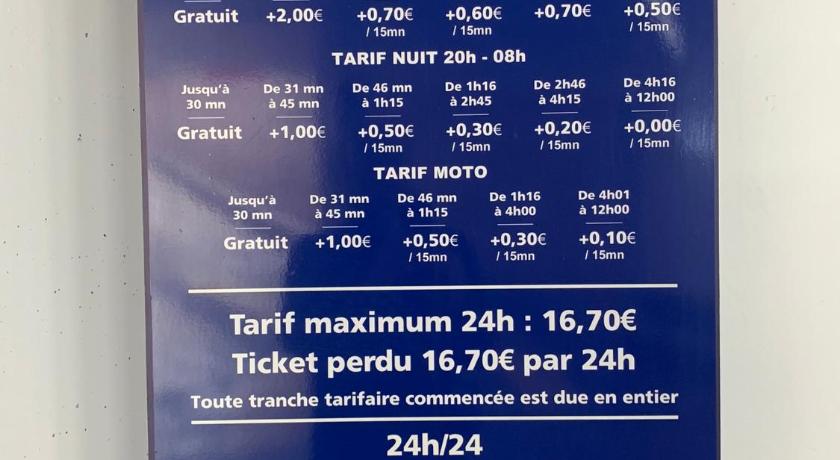 Gratuit +2,00€ +0,70€ +0,60€ +0,70€ +0,50€
/ 15mn / 15mn / 15mn
TARIF NUIT 20h - 08h
Jusqu'à De 31 mn De 46 mn De 1h16 De 2h46 De 4h16
30 mn à 45 mn à 1h15 à 2h45 à 4h15 à 12h00
Gratuit +1,00€ +0,50€ +0,30€ +0,20€ +0,00€
/ 15mn / 15mn / 15mn / 15mn
TARIF MOTO
Jusqu'à De 31 mn De 46 mn De 1h16 De 4h01
30 mn à 45 mn à 1h15 à 4h00 à 12h00
Gratuit +1,00€ +0,50€ +0,30€ +0,10€
/ 15mn / 15mn / 15mn
Tarif maximum 24h : 16,70€
Ticket perdu 16,70€ par 24h
Toute tranche tarifaire commencée est due en entier
24h/24